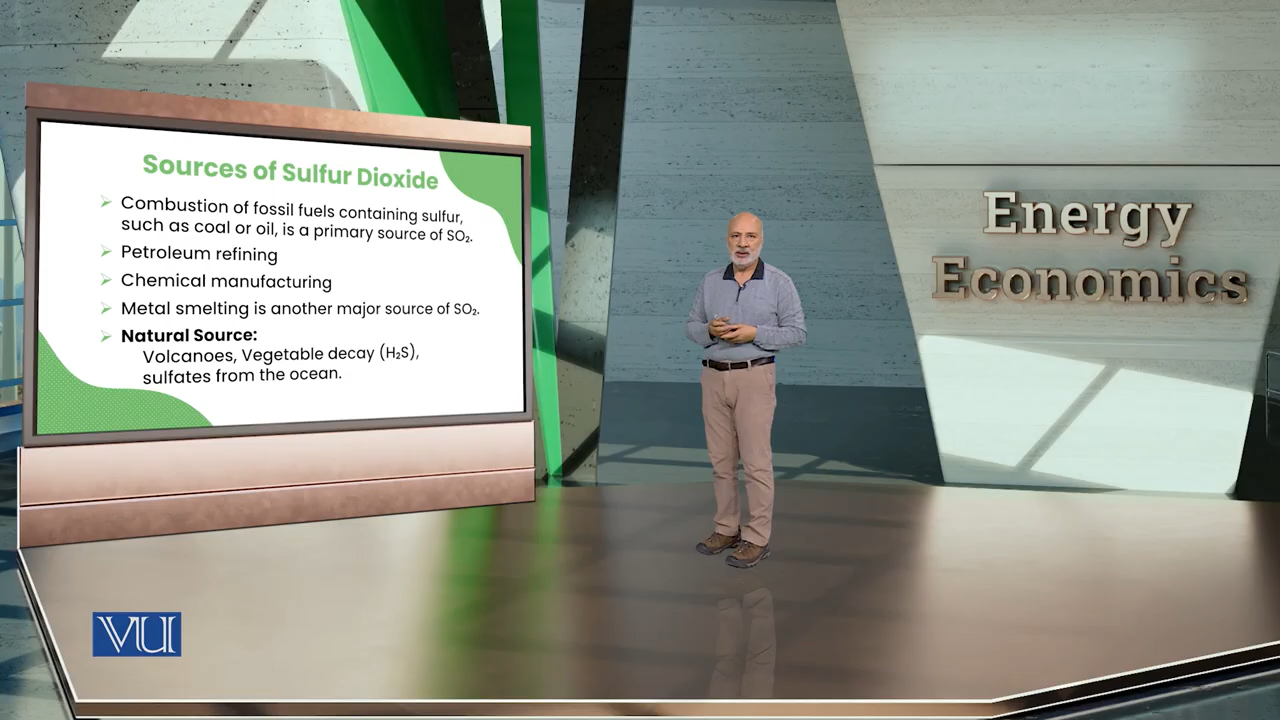 Sources of Sulfur Dioxide
➢ Combustion of fossil fuels containing sulfur,
such as coal or oil, is a primary source of SO₂.
➢ Petroleum refining
➢ Chemical manufacturing
➢ Metal smelting is another major source of SO₂.
➢ Natural Source:
Volcanoes, Vegetable decay (H₂S),
sulfates from the ocean.
Energy
Economics
VU